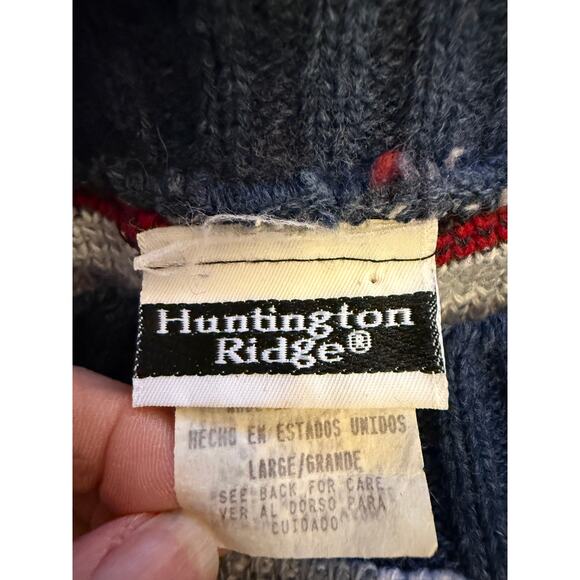 Huntington
Ridge®
HECHO EN ESTADOS UNIDOS
LARGE/GRANDE
SEE BACK FOR CARE
VER AL DORSO PARA
CUIDADO